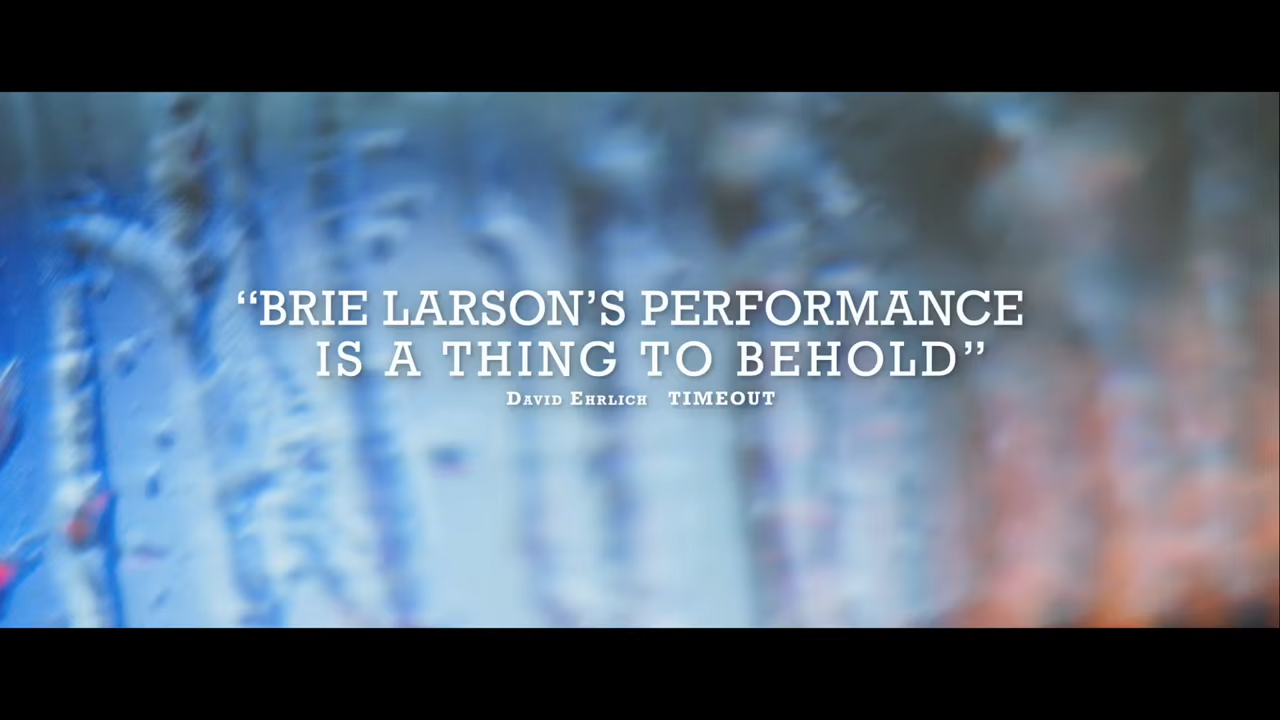 “BRIE LARSON’S PERFORMANCE
IS A THING TO BEHOLD”
DAVID EHRLICH TIMEOUT